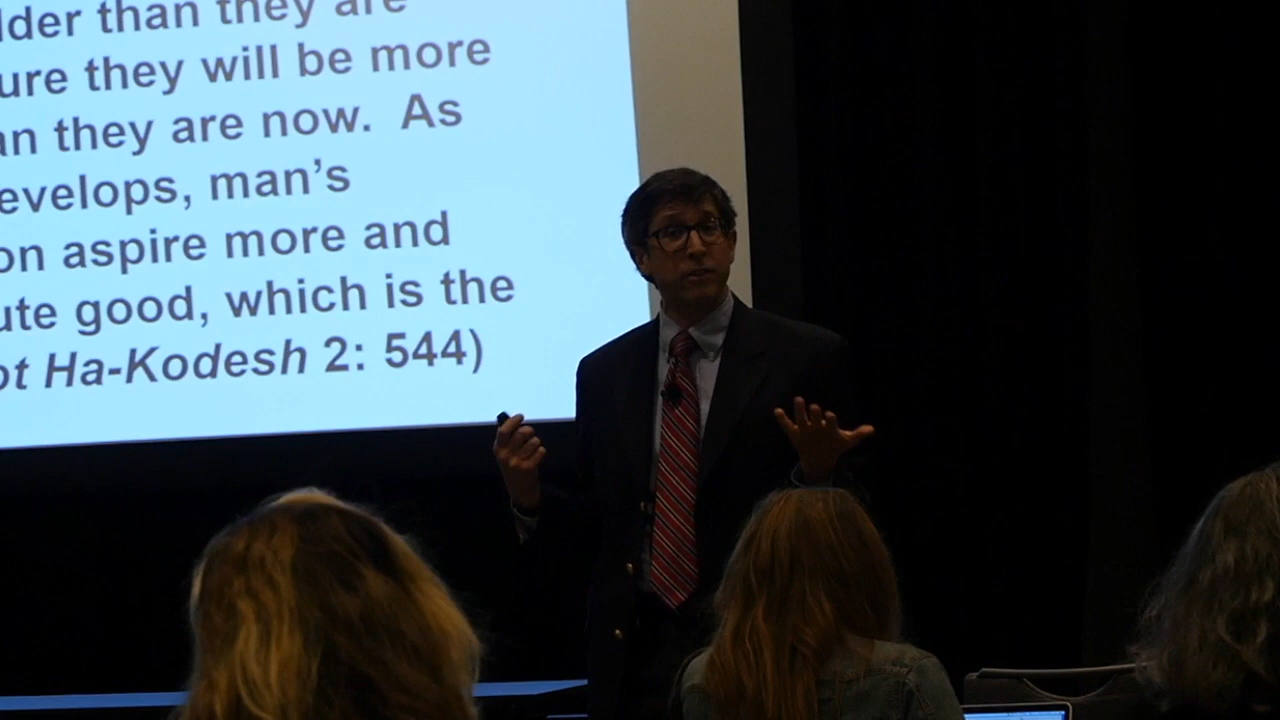 lder than they are
ure they will be more
an they are now. As
evelops, man's
on aspire more and
ute good, which is the
ot Ha-Kodesh 2: 544)